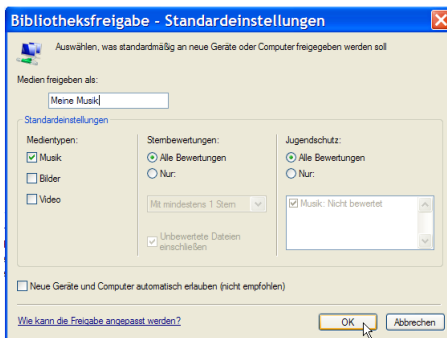 Bibliotheksfreigabe - Standardeinstellungen
Auswählen, was standardmäßig an neue Geräte oder Computer freigegeben werden soll
Medien freigeben als:
Meine Musik
Standardeinstellungen
Medientypen:
Musik
Bilder
Video
Sternbewertungen:
Alle Bewertungen
Nur:
Mit mindestens 1 Stern
Unbewertete Dateien
einschließen
Jugendschutz:
Alle Bewertungen
Nur:
Musik: Nicht bewertet
Neue Geräte und Computer automatisch erlauben (nicht empfohlen)
Wie kann die Freigabe angepasst werden?
OK
Abbrechen